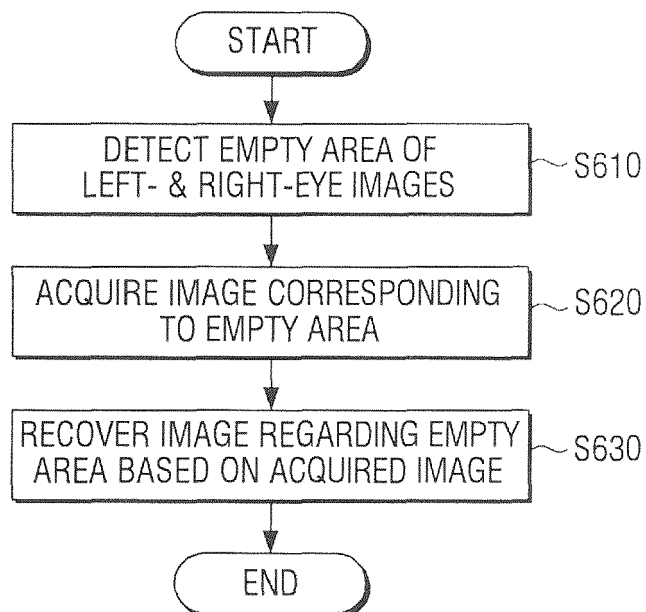 START
DETECT EMPTY AREA OF
LEFT- & RIGHT-EYE IMAGES
S610
ACQUIRE IMAGE CORRESPONDING
TO EMPTY AREA
S620
RECOVER IMAGE REGARDING EMPTY
AREA BASED ON ACQUIRED IMAGE
S630
END